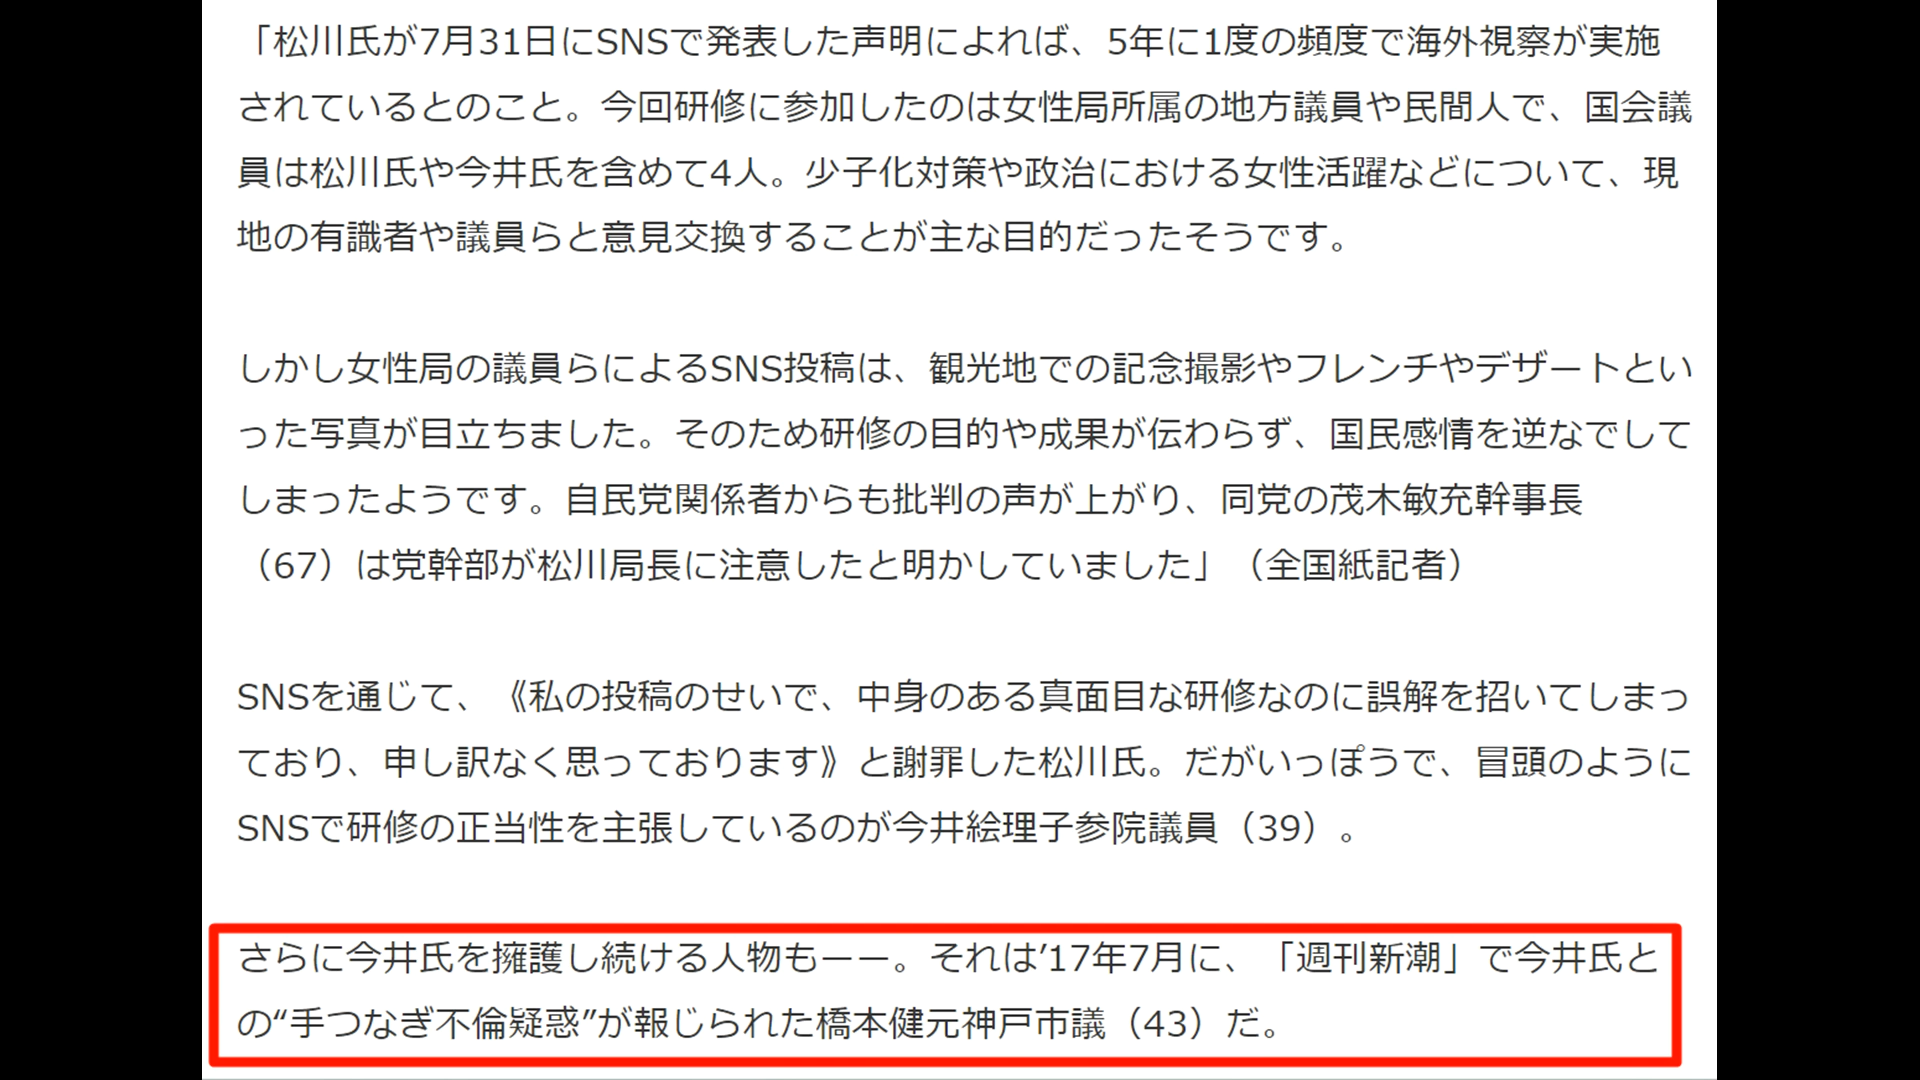 「松川氏が7月31日にSNSで発表した声明によれば、5年に1度の頻度で海外視察が実施
されているとのこと。今回研修に参加したのは女性局所属の地方議員や民間人で、国会議
員は松川氏や今井氏を含めて4人。少子化対策や政治における女性活躍などについて、現
地の有識者や議員らと意見交換することが主な目的だったそうです。
しかし女性局の議員らによるSNS投稿は、観光地での記念撮影やフレンチやデザートとい
った写真が目立ちました。そのため研修の目的や成果が伝わらず、国民感情を逆なでして
しまったようです。自民党関係者からも批判の声が上がり、同党の茂木敏充幹事長
（67）は党幹部が松川局長に注意したと明かしていました」（全国紙記者）
SNSを通じて、《私の投稿のせいで、中身のある真面目な研修なのに誤解を招いてしまっ
ており、申し訳なく思っております》と謝罪した松川氏。だがいっぽうで、冒頭のように
SNSで研修の正当性を主張しているのが今井絵理子参院議員（39）。
さらに今井氏を擁護し続ける人物もーー。それは’17年7月に、「週刊新潮」で今井氏と
の“手つなぎ不倫疑惑”が報じられた橋本健元神戸市議（43）だ。